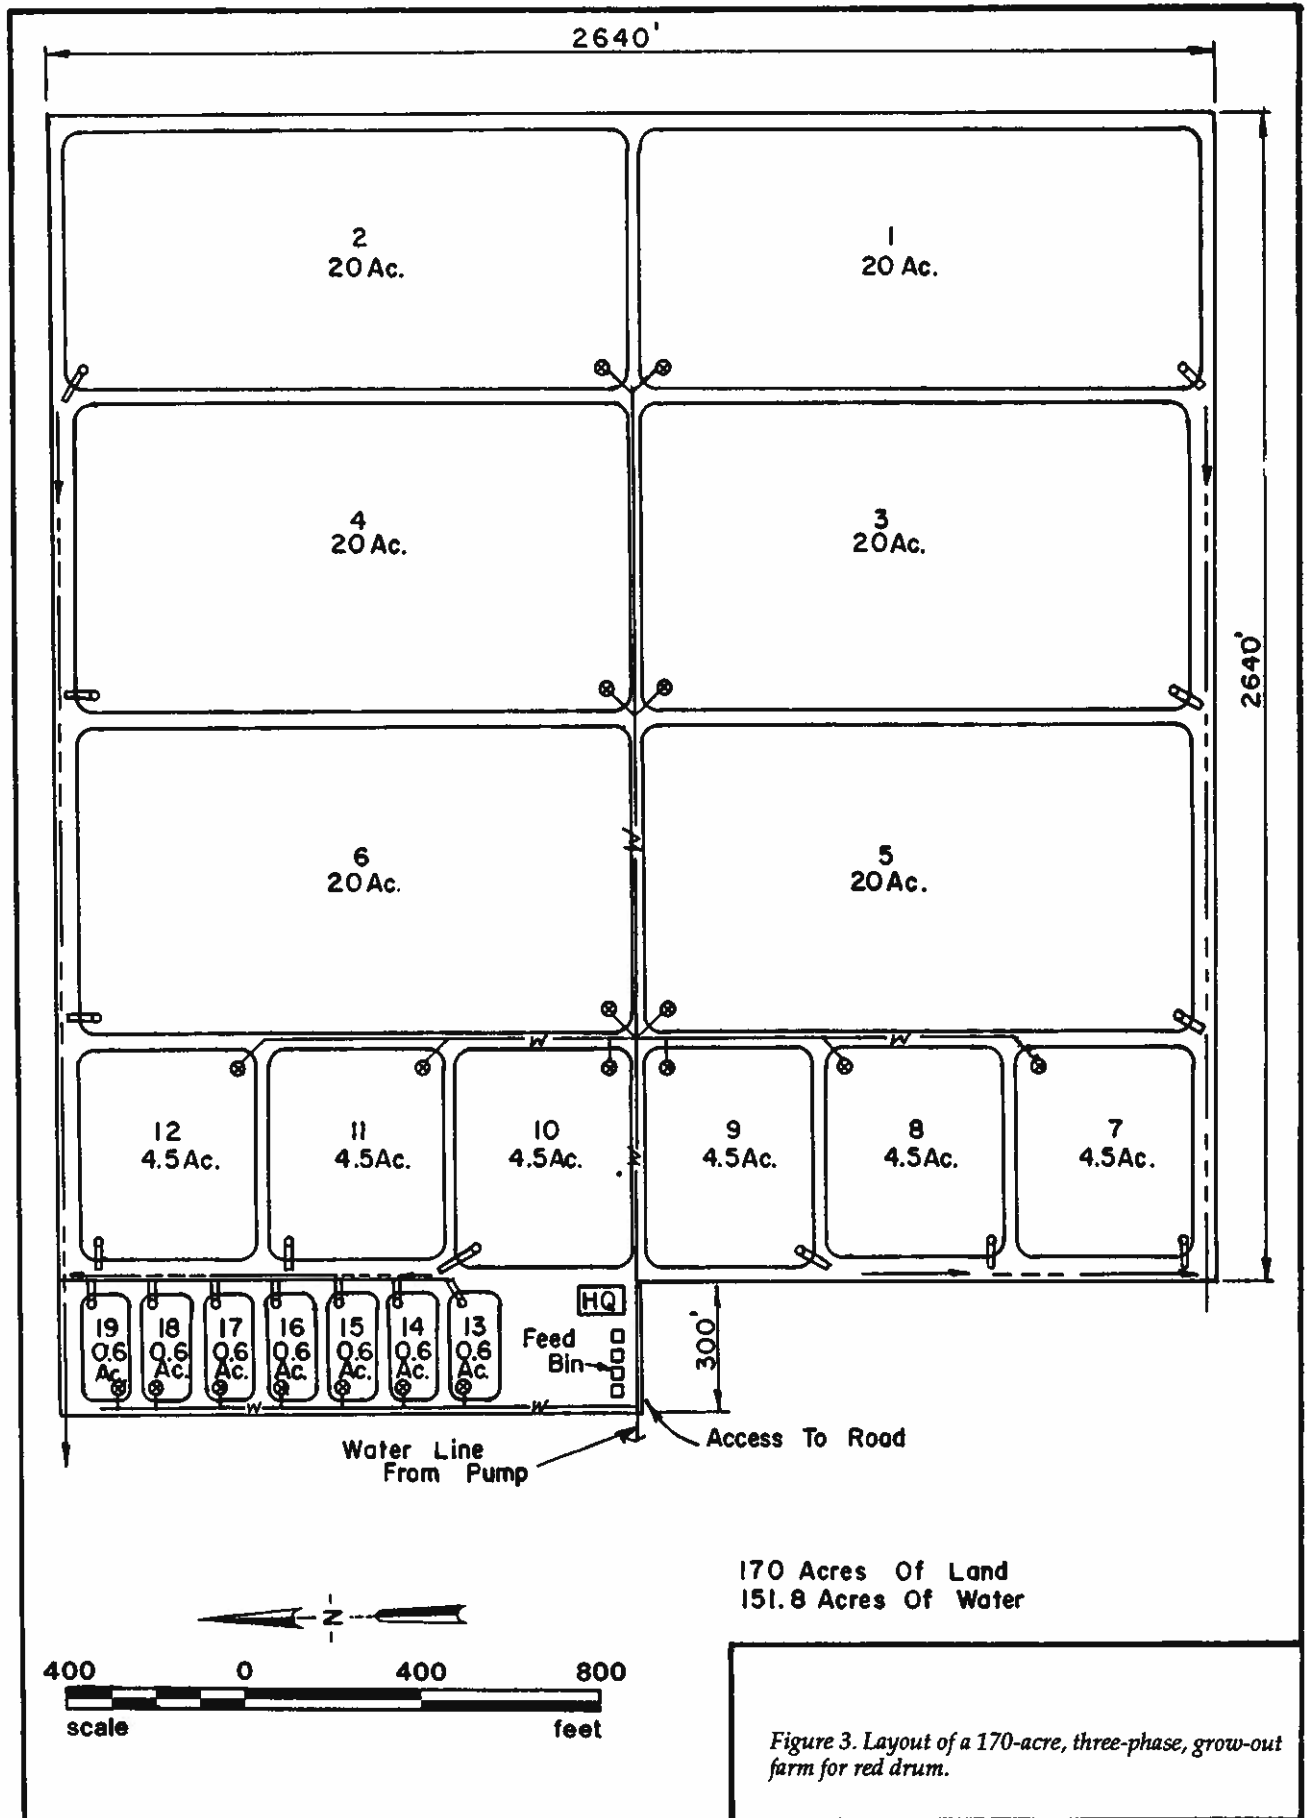 2640'
2
20 Ac.
1
20 Ac.
4
20 Ac.
3
20 Ac.
2640'
6
20 Ac.
5
20 Ac.
W
W
W
12
4.5 Ac.
11
4.5 Ac.
10
4.5 Ac.
9
4.5 Ac.
8
4.5 Ac.
7
4.5 Ac.
W
19
0.6
Ac.
18
0.6
Ac.
17
0.6
Ac.
16
0.6
Ac.
15
0.6
Ac.
14
0.6
Ac.
13
0.6
Ac.
HQ
Feed
Bin
300'
W
W
Water Line
From Pump
Access To Road
170 Acres Of Land
151.8 Acres Of Water
N
400 0 400 800
scale feet
Figure 3. Layout of a 170-acre, three-phase, grow-out
farm for red drum.